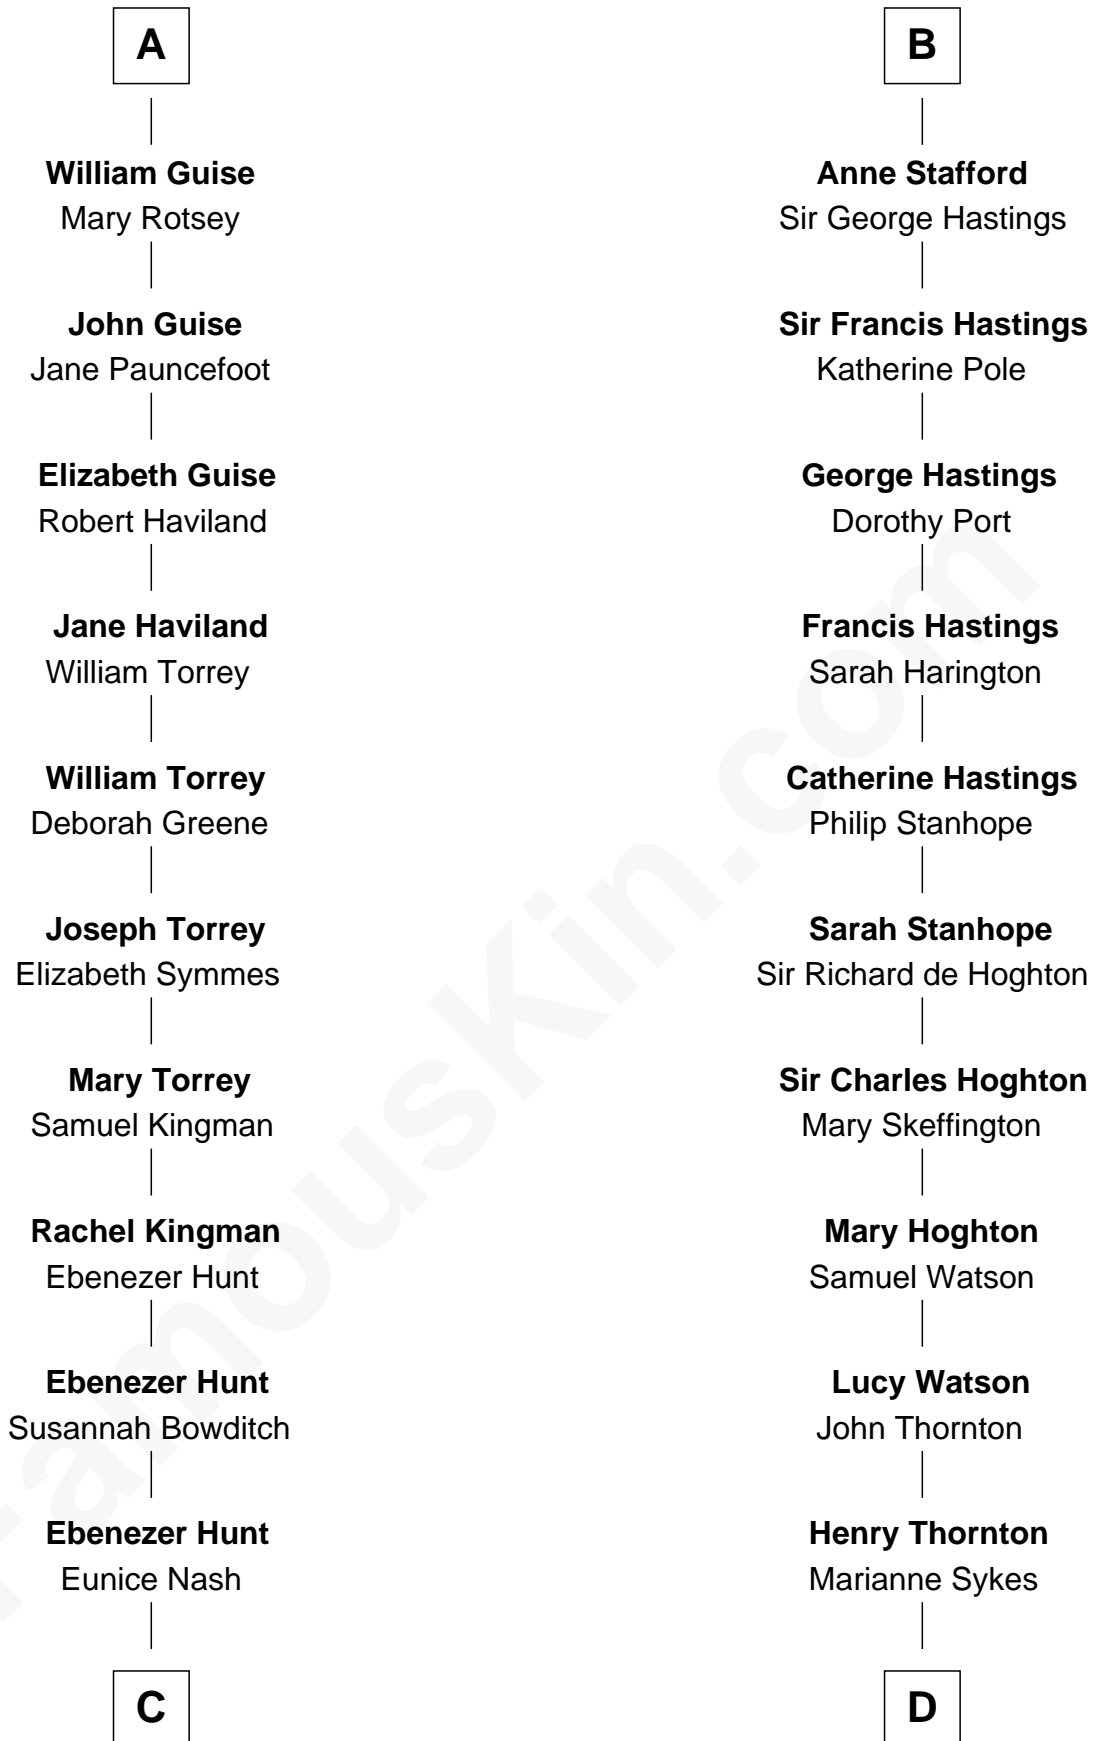 A
William Guise
Mary Rotsey
John Guise
Jane Pauncefoot
Elizabeth Guise
Robert Haviland
Jane Haviland
William Torrey
William Torrey
Deborah Greene
Joseph Torrey
Elizabeth Symmes
Mary Torrey
Samuel Kingman
Rachel Kingman
Ebenezer Hunt
Ebenezer Hunt
Susannah Bowditch
Ebenezer Hunt
Eunice Nash
C
B
Anne Stafford
Sir George Hastings
Sir Francis Hastings
Katherine Pole
George Hastings
Dorothy Port
Francis Hastings
Sarah Harington
Catherine Hastings
Philip Stanhope
Sarah Stanhope
Sir Richard de Hoghton
Sir Charles Hoghton
Mary Skeffington
Mary Hoghton
Samuel Watson
Lucy Watson
John Thornton
Henry Thornton
Marianne Sykes
D
FamousKin.com